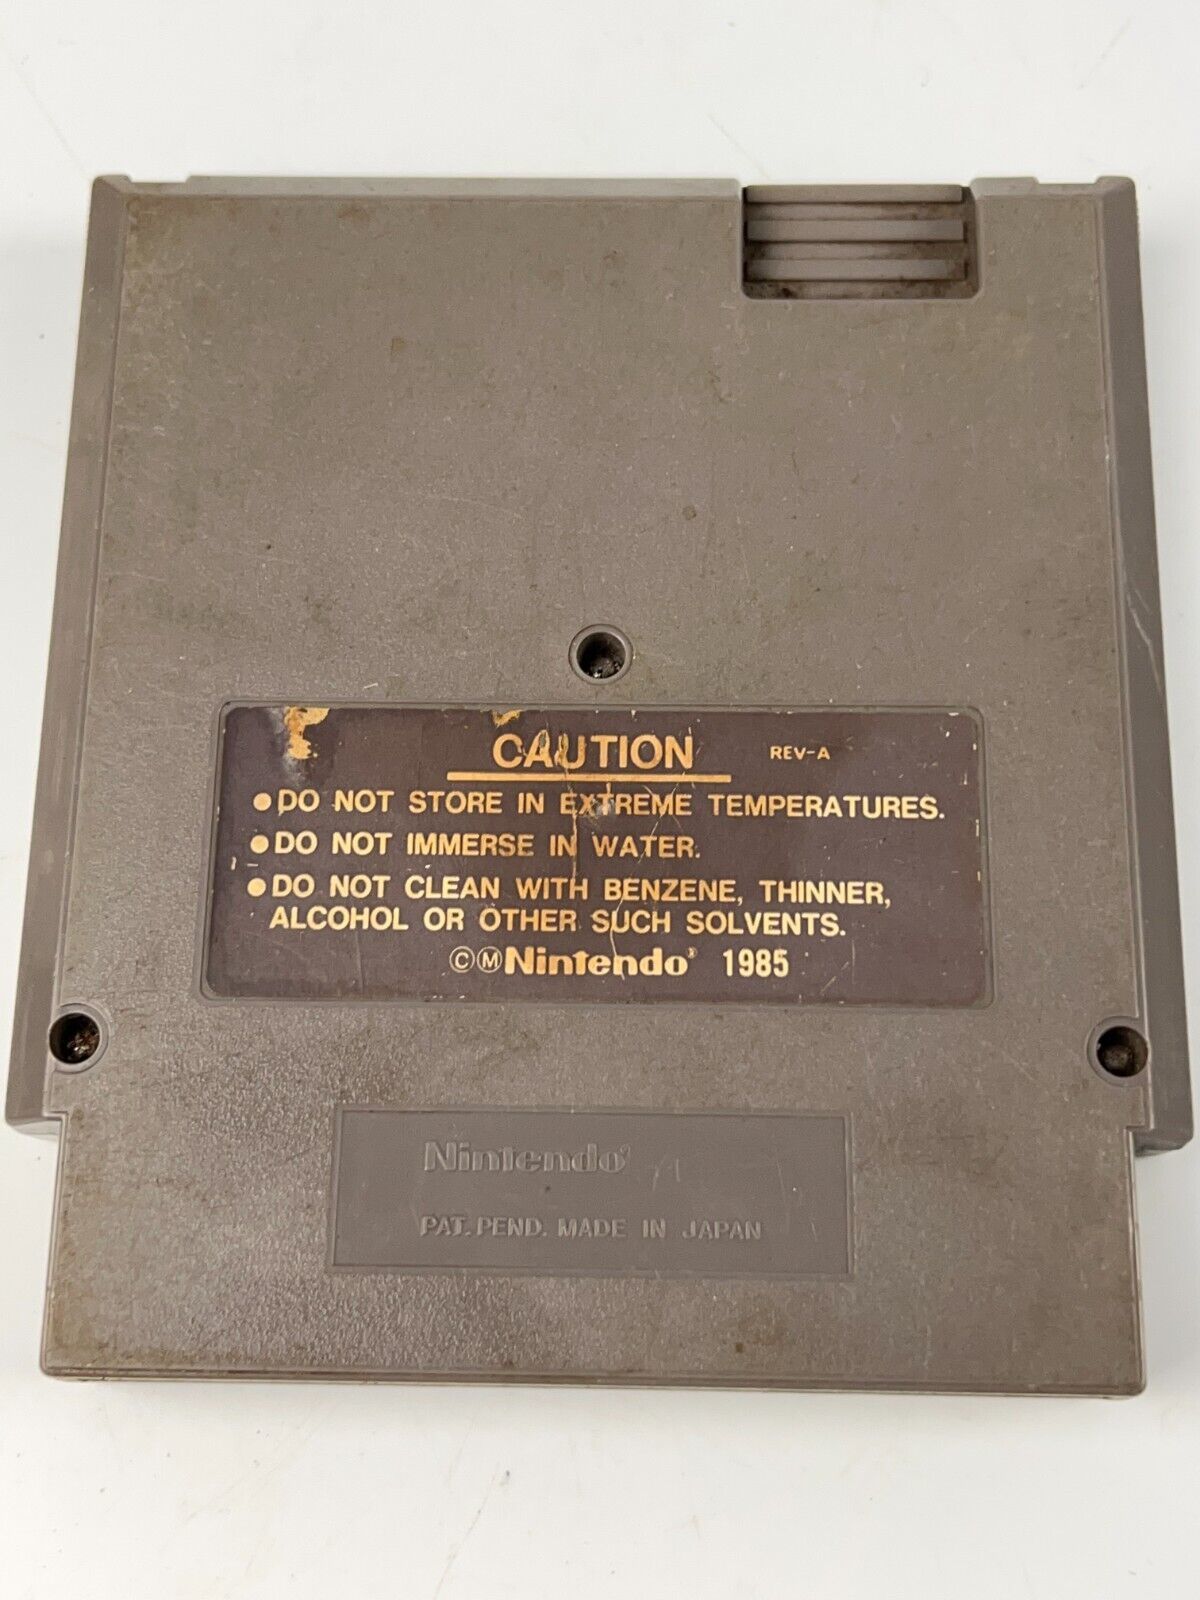 CAUTION REV-A
●DO NOT STORE IN EXTREME TEMPERATURES.
●DO NOT IMMERSE IN WATER.
●DO NOT CLEAN WITH BENZENE, THINNER,
ALCOHOL OR OTHER SUCH SOLVENTS.
ⒸⓂNintendo® 1985
Nintendo®
PAT. PEND. MADE IN JAPAN